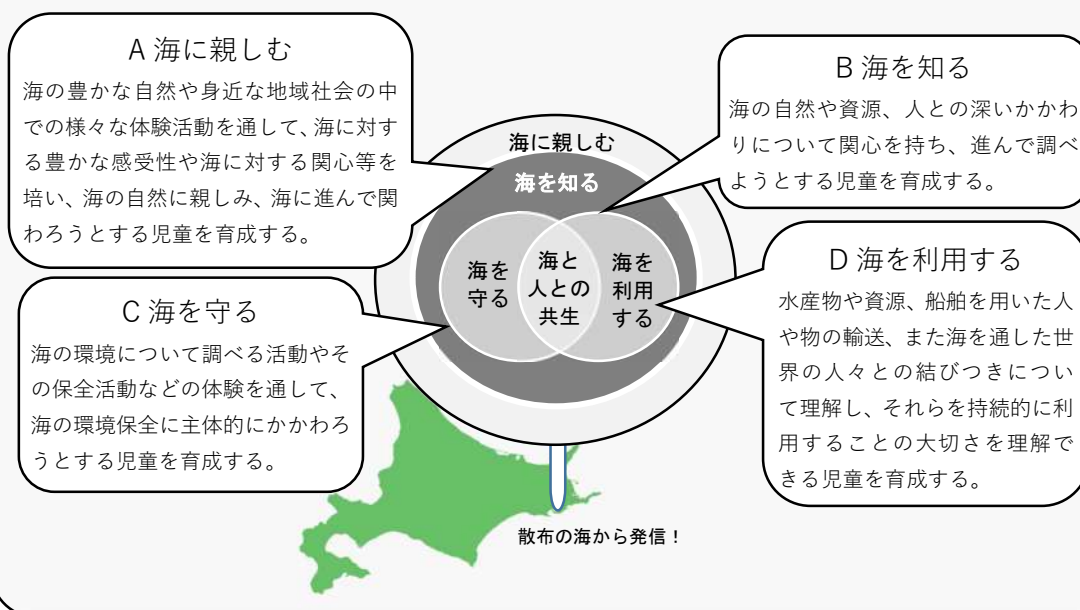 A 海に親しむ
海の豊かな自然や身近な地域社会の中
での様々な体験活動を通して、海に対す
る豊かな感受性や海に対する関心等を
培い、海の自然に親しみ、海に進んで関
わろうとする児童を育成する。
B 海を知る
海の自然や資源、人との深いかかわ
りについて関心を持ち、進んで調べ
ようとする児童を育成する。
海に親しむ
海を知る
海を
守る
海と
人との
共生
海を
利用
する
C 海を守る
海の環境について調べる活動やそ
の保全活動などの体験を通して、
海の環境保全に主体的にかかわろ
うとする児童を育成する。
D 海を利用する
水産物や資源、船舶を用いた人
や物の輸送、また海を通した世
界の人々との結びつきについ
て理解し、それらを持続的に利
用することの大切さを理解で
きる児童を育成する。
散布の海から発信！